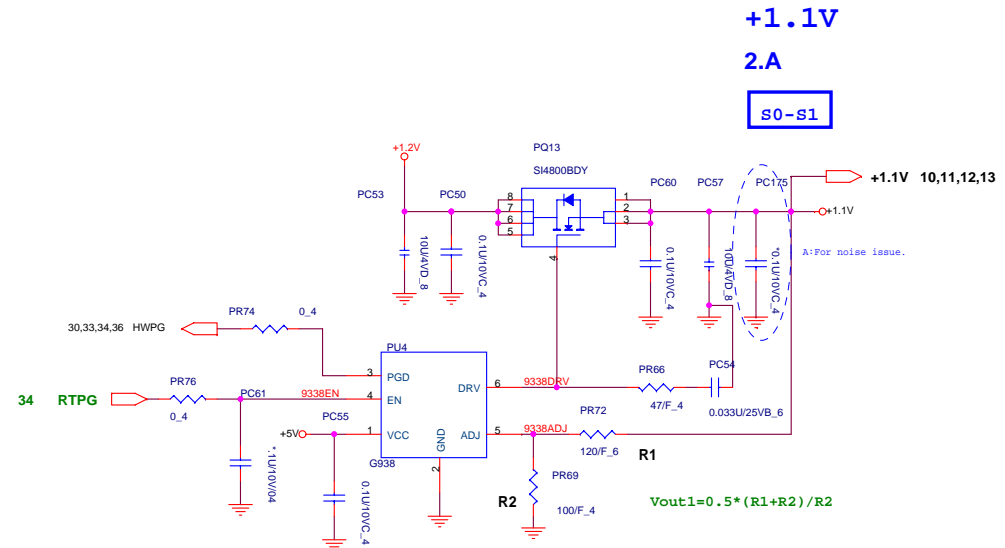 +1.1V
2.A
S0-S1
+1.2V
PQ13
SI4800BDY
PC53
PC50
PC60
PC57
PC175
+1.1V 10,11,12,13
+1.1V
8
7
6
5
1
2
3
4
10U/4VD_8
0.1U/10VC_4
0.1U/10VC_4
10U/4VD_8
*0.1U/10VC_4
A:For noise issue.
30,33,34,36 HWPG
PR74
0_4
PU4
3
PGD
DRV
6
9338DRV
PR66
47/F_4
PC54
0.033U/25VB_6
34 RTPG
PR76
0_4
PC61
9338EN
4
EN
PC55
+5V
1
VCC
GND
2
ADJ
5
9338ADJ
PR72
120/F_6
R1
G938
*.1U/10V/04
0.1U/10VC_4
R2
PR69
100/F_4
Vout1=0.5*(R1+R2)/R2